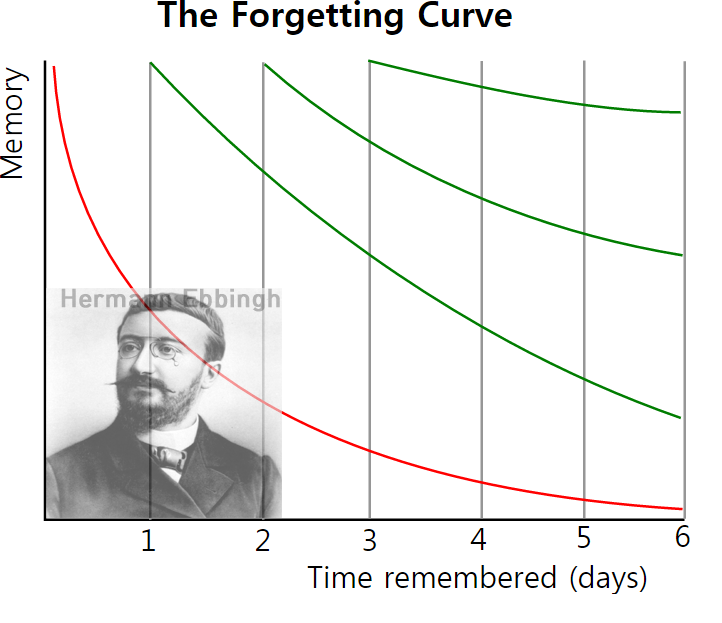 The Forgetting Curve
Memory
Hermann Ebbingh
1 2 3 4 5 6
Time remembered (days)